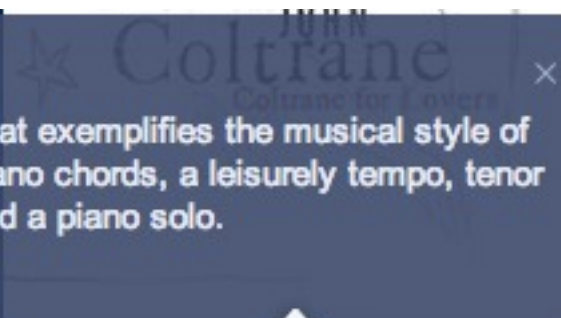 JOHN
Coltrane
Coltrane for Lovers
at exemplifies the musical style of
ano chords, a leisurely tempo, tenor
d a piano solo.